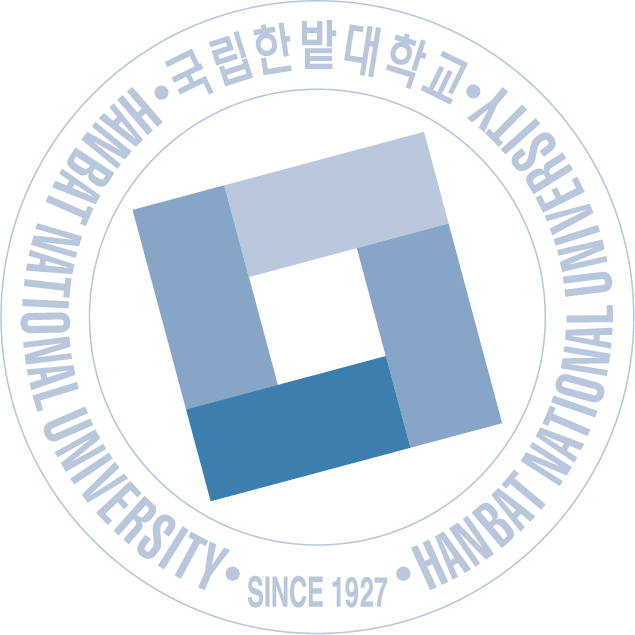 국립한밭대학교
HANBAT NATIONAL UNIVERSITY
HANBAT NATIONAL UNIVERSITY
SINCE 1927